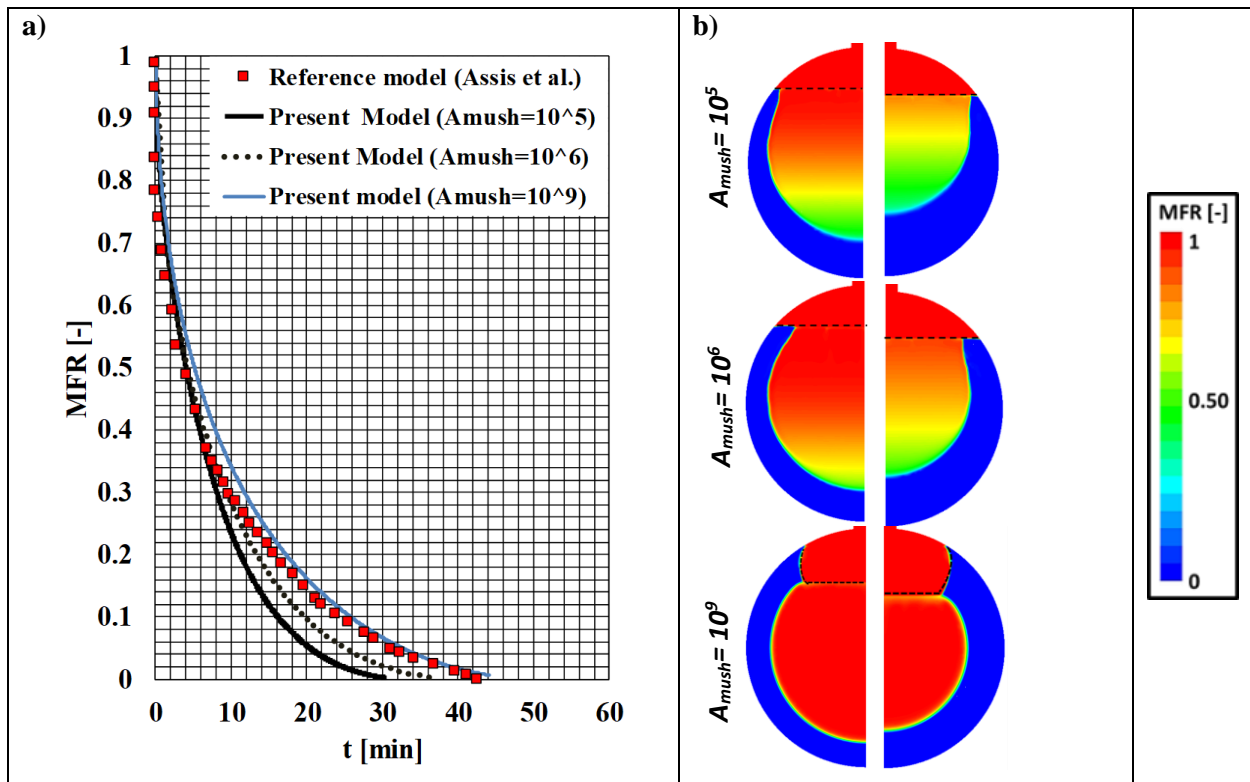 a)
1
0.9
0.8
0.7
0.6
0.5
0.4
0.3
0.2
0.1
0
MFR [-]
Reference model (Assis et al.)
Present Model (Amush=10^5)
Present Model (Amush=10^6)
Present model (Amush=10^9)
0 10 20 30 40 50 60
t [min]
b)
Amush= 10^5
Amush= 10^6
Amush= 10^9
MFR [-]
1
0.50
0